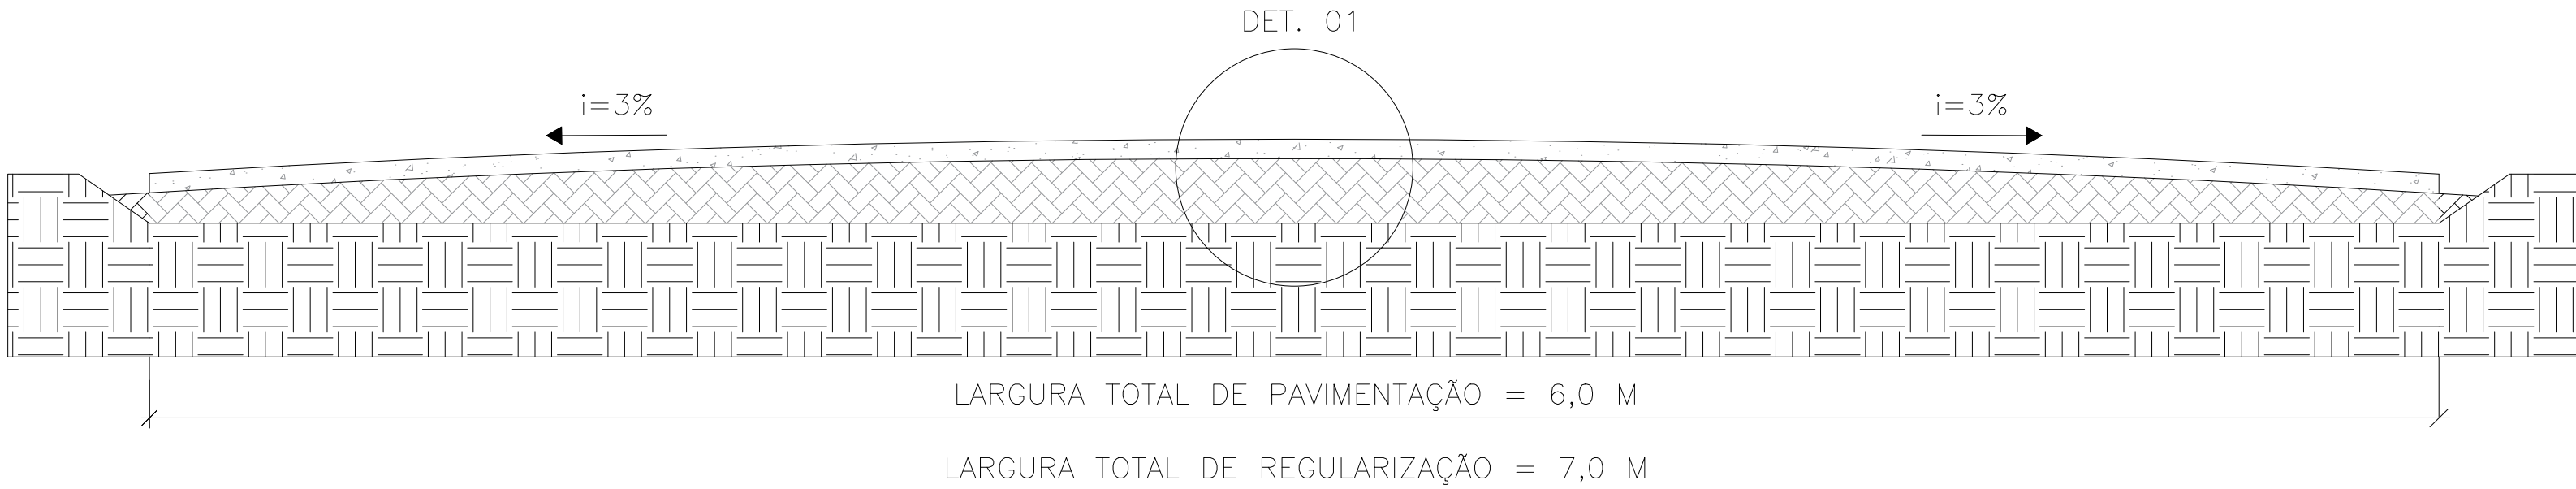 DET. 01
i=3%
i=3%
LARGURA TOTAL DE PAVIMENTAÇÃO = 6,0 M
LARGURA TOTAL DE REGULARIZAÇÃO = 7,0 M